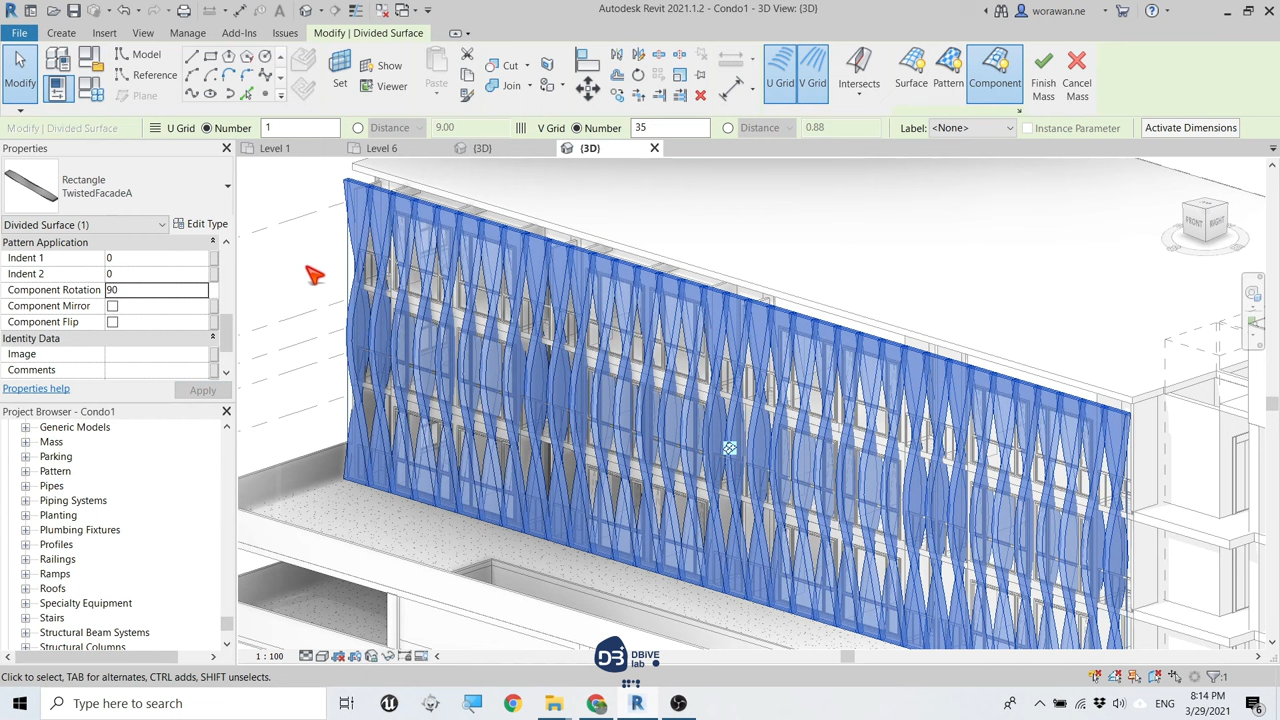 Autodesk Revit 2021.1.2 - Condo1 - 3D View: {3D}
worawan.ne
File
Create
Insert
View
Manage
Add-Ins
Issues
Modify | Divided Surface
Modify
Model
Reference
Plane
Set
Show
Viewer
Paste
Cut
Join
U Grid
V Grid
Intersects
Surface
Pattern
Component
Finish Mass
Cancel Mass
Modify | Divided Surface
U Grid
Number
1
Distance
9.00
V Grid
Number
35
Distance
0.88
Label:
<None>
Instance Parameter
Activate Dimensions
Properties
Level 1
Level 6
{3D}
{3D}
Rectangle
TwistedFacadeA
Divided Surface (1)
Edit Type
Pattern Application
Indent 1
0
Indent 2
0
Component Rotation
90
Component Mirror
Component Flip
Identity Data
Image
Comments
Properties help
Apply
Project Browser - Condo1
Generic Models
Mass
Parking
Pattern
Pipes
Piping Systems
Planting
Plumbing Fixtures
Profiles
Railings
Ramps
Roofs
Specialty Equipment
Stairs
Structural Beam Systems
Structural Columns
FRONT
RIGHT
1 : 100
DBIVE
lab
Click to select, TAB for alternates, CTRL adds, SHIFT unselects.
:1
Type here to search
ENG
8:14 PM
3/29/2021
6